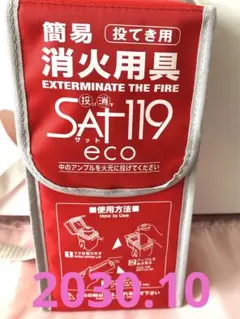 簡易 投てき用
消火用具
EXTERMINATE THE FIRE
投 消
SAT119
サット
eco
中のアンプルを火元に投げてください
■使用方法■
How to Use
2030.10